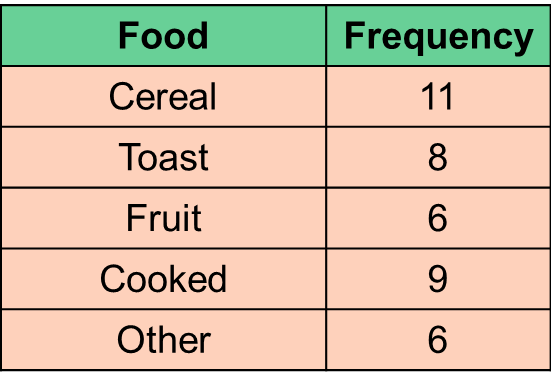 Food Frequency
Cereal 11
Toast 8
Fruit 6
Cooked 9
Other 6